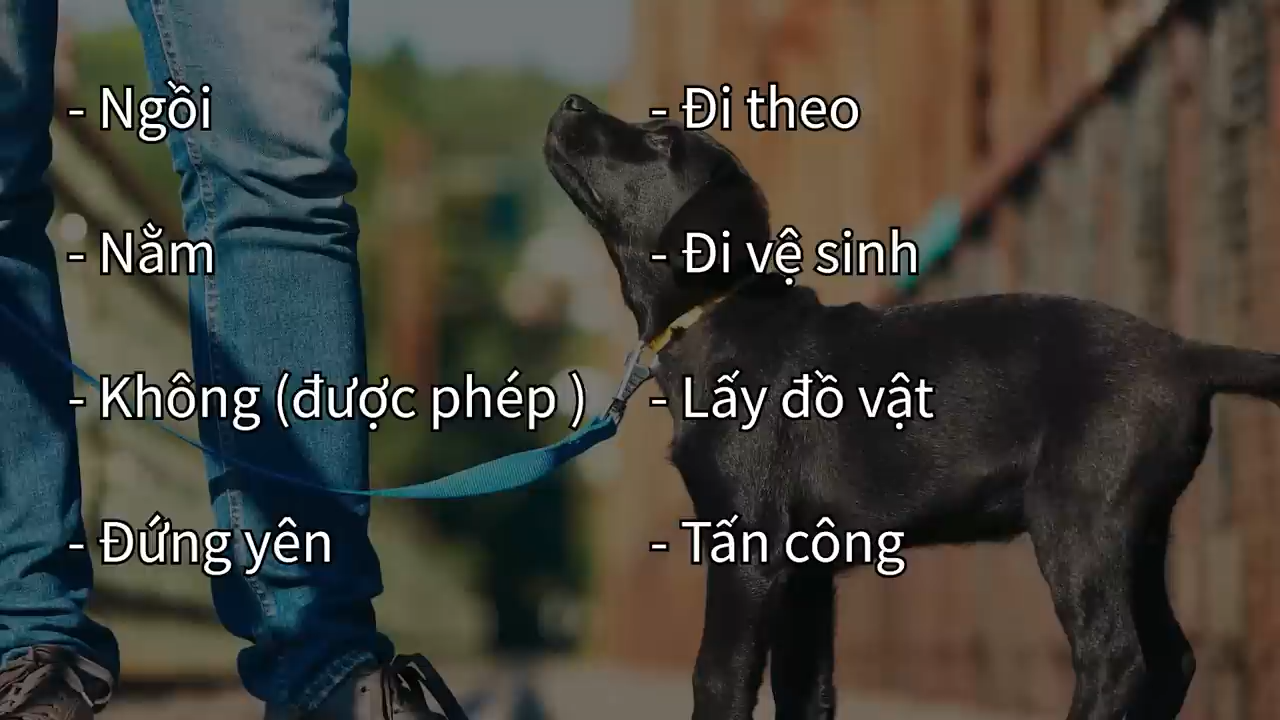 - Ngồi
- Nằm
- Không (được phép )
- Đứng yên
- Đi theo
- Đi vệ sinh
- Lấy đồ vật
- Tấn công